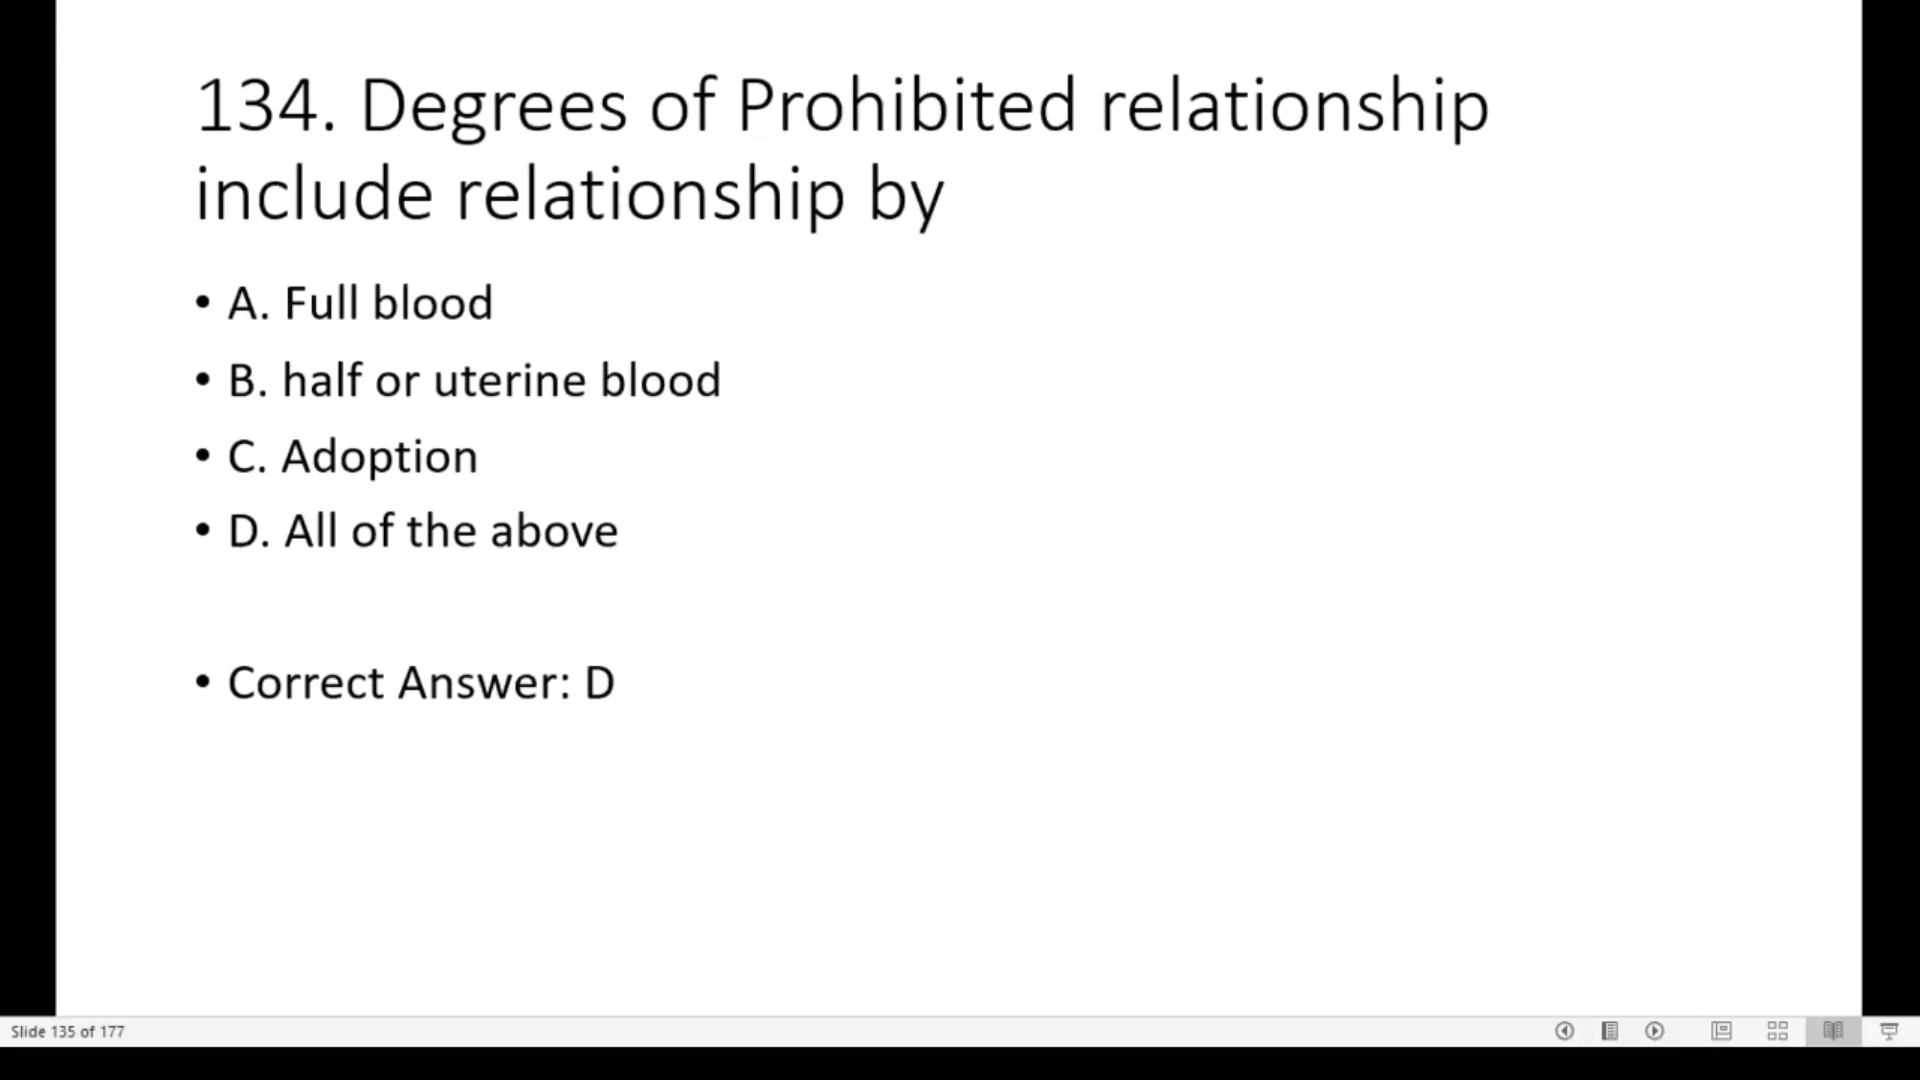 134. Degrees of Prohibited relationship
include relationship by
• A. Full blood
• B. half or uterine blood
• C. Adoption
• D. All of the above
• Correct Answer: D
Slide 135 of 177